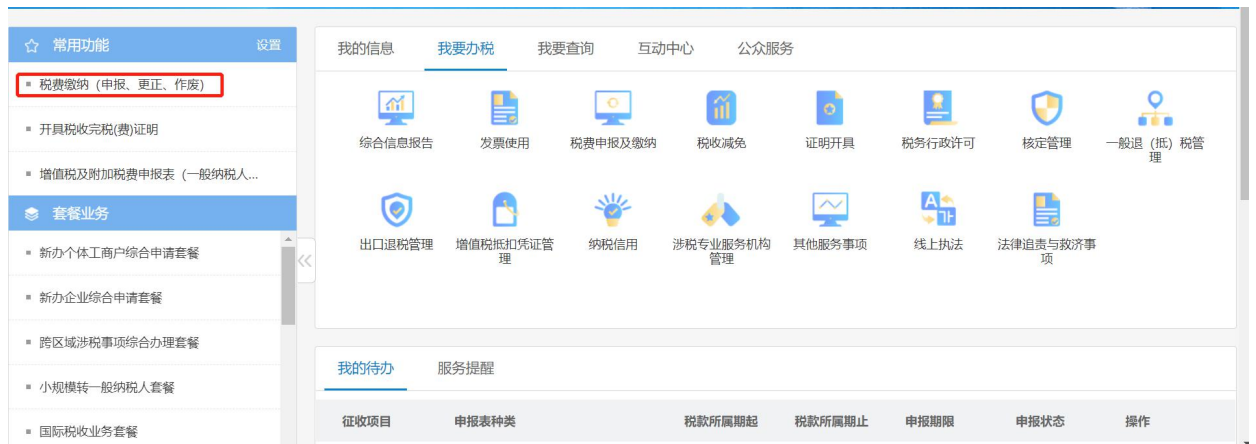 常用功能 设置
税费缴纳（申报、更正、作废）
开具税收完税(费)证明
增值税及附加税费申报表（一般纳税人...
套餐业务
新办个体工商户综合申请套餐
新办企业综合申请套餐
跨区域涉税事项综合办理套餐
小规模转一般纳税人套餐
国际税收业务套餐
我的信息 我要办税 我要查询 互动中心 公众服务
综合信息报告 发票使用 税费申报及缴纳 税收减免 证明开具 税务行政许可 核定管理 一般退（抵）税管
理
出口退税管理 增值税抵扣凭证管 纳税信用 涉税专业服务机构 其他服务事项 线上执法 法律追责与救济事
理 管理 项
我的待办 服务提醒
征收项目 申报表种类 税款所属期起 税款所属期止 申报期限 申报状态 操作